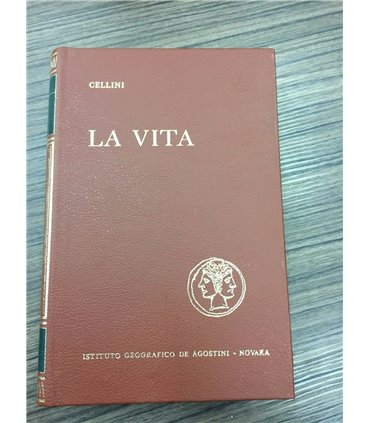 CELLINI
LA VITA
ISTITUTO GEOGRAFICO DE AGOSTINI - NOVARA